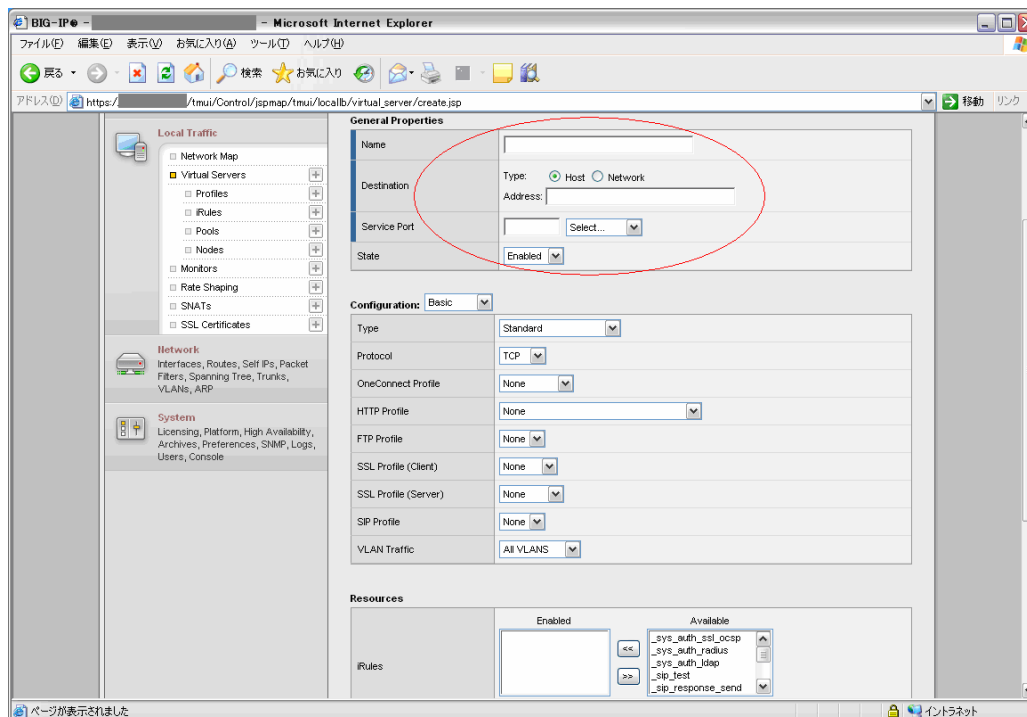 BIG-IP® - - Microsoft Internet Explorer
ファイル(F) 編集(E) 表示(V) お気に入り(A) ツール(T) ヘルプ(H)
戻る 検索 お気に入り
アドレス(D) https:/ /tmui/Control/jspmap/tmui/locallb/virtual_server/create.jsp 移動 リンク
Local Traffic
Network Map
Virtual Servers
Profiles
iRules
Pools
Nodes
Monitors
Rate Shaping
SNATs
SSL Certificates
Network
Interfaces, Routes, Self IPs, Packet
Filters, Spanning Tree, Trunks,
VLANs, ARP
System
Licensing, Platform, High Availability,
Archives, Preferences, SNMP, Logs,
Users, Console
General Properties
Name
Destination
Type: Host Network
Address:
Service Port Select...
State Enabled
Configuration: Basic
Type Standard
Protocol TCP
OneConnect Profile None
HTTP Profile None
FTP Profile None
SSL Profile (Client) None
SSL Profile (Server) None
SIP Profile None
VLAN Traffic All VLANS
Resources
iRules
Enabled Available
<< >>
_sys_auth_ssl_ocsp
_sys_auth_radius
_sys_auth_ldap
_sip_test
_sip_response_send
ページが表示されました イントラネット